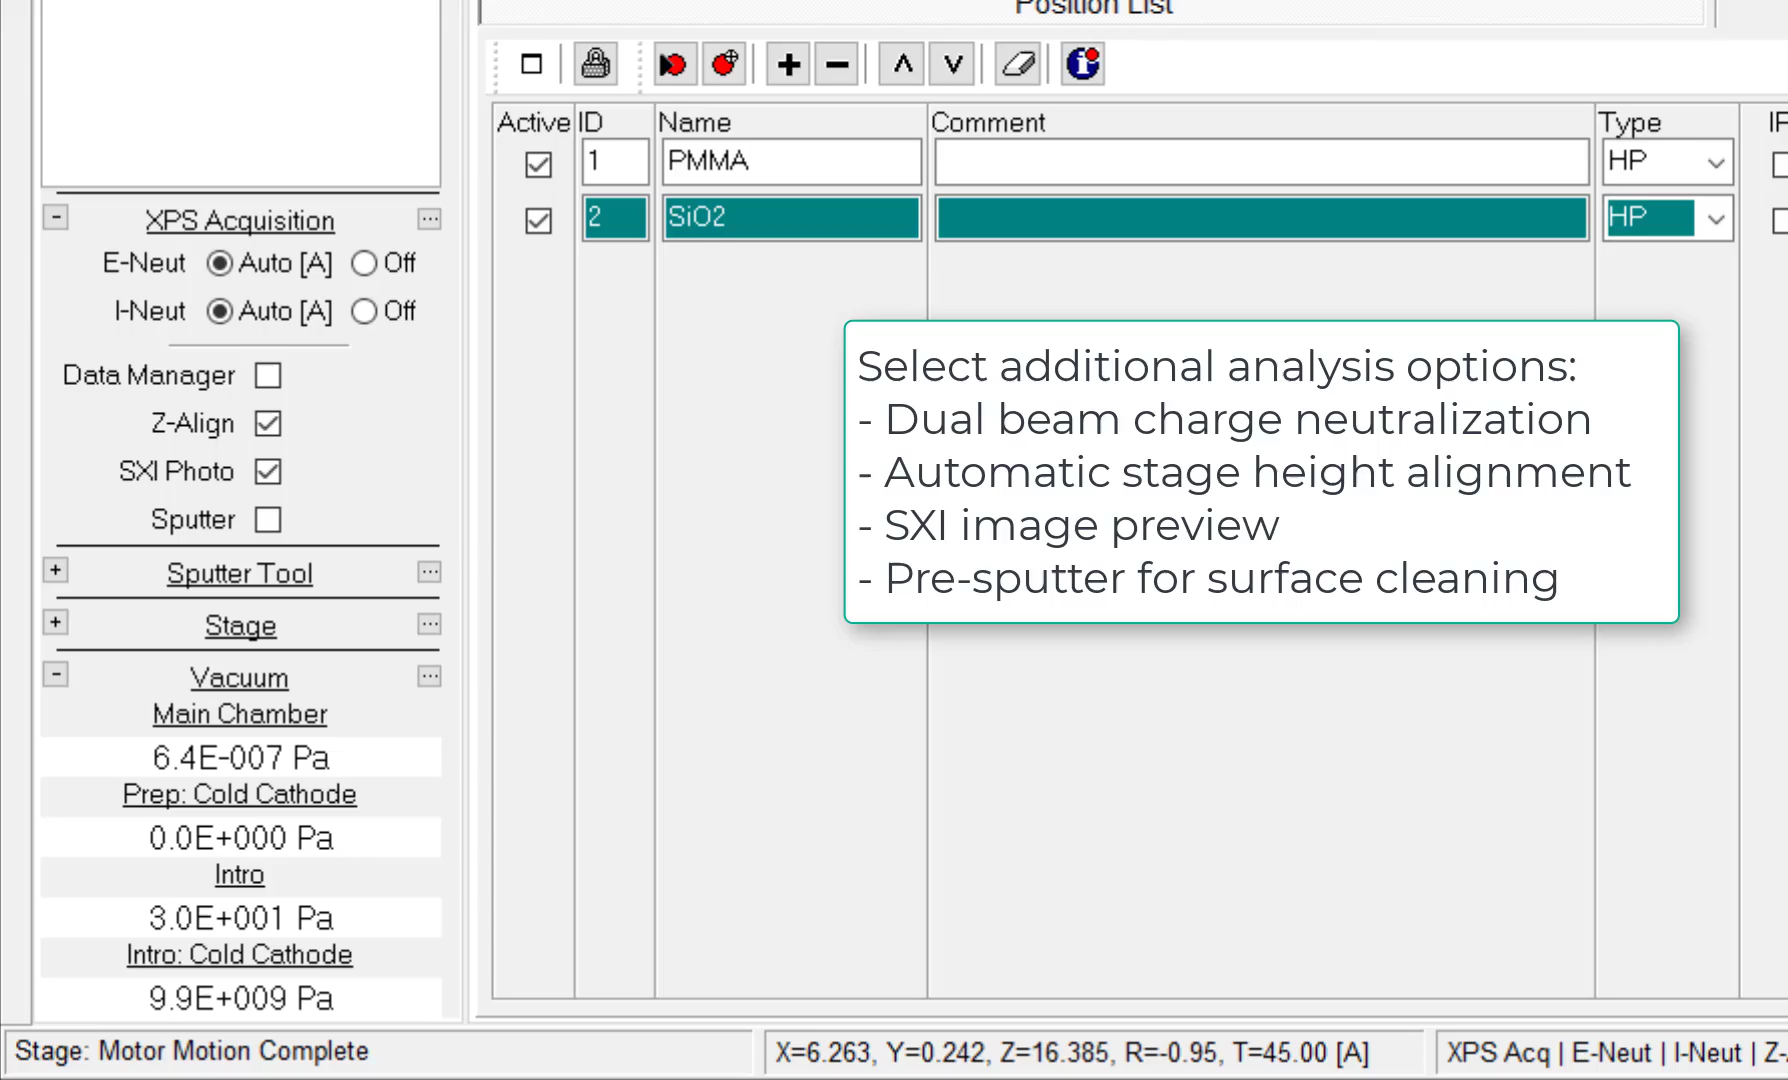 Position List
Active ID Name Comment Type IF
1 PMMA HP
2 SiO2 HP
XPS Acquisition
E-Neut Auto [A] Off
I-Neut Auto [A] Off
Data Manager
Z-Align
SXI Photo
Sputter
Sputter Tool
Stage
Vacuum
Main Chamber
6.4E-007 Pa
Prep: Cold Cathode
0.0E+000 Pa
Intro
3.0E+001 Pa
Intro: Cold Cathode
9.9E+009 Pa
Select additional analysis options:
- Dual beam charge neutralization
- Automatic stage height alignment
- SXI image preview
- Pre-sputter for surface cleaning
Stage: Motor Motion Complete
X=6.263, Y=0.242, Z=16.385, R=-0.95, T=45.00 [A]
XPS Acq | E-Neut | I-Neut | Z-